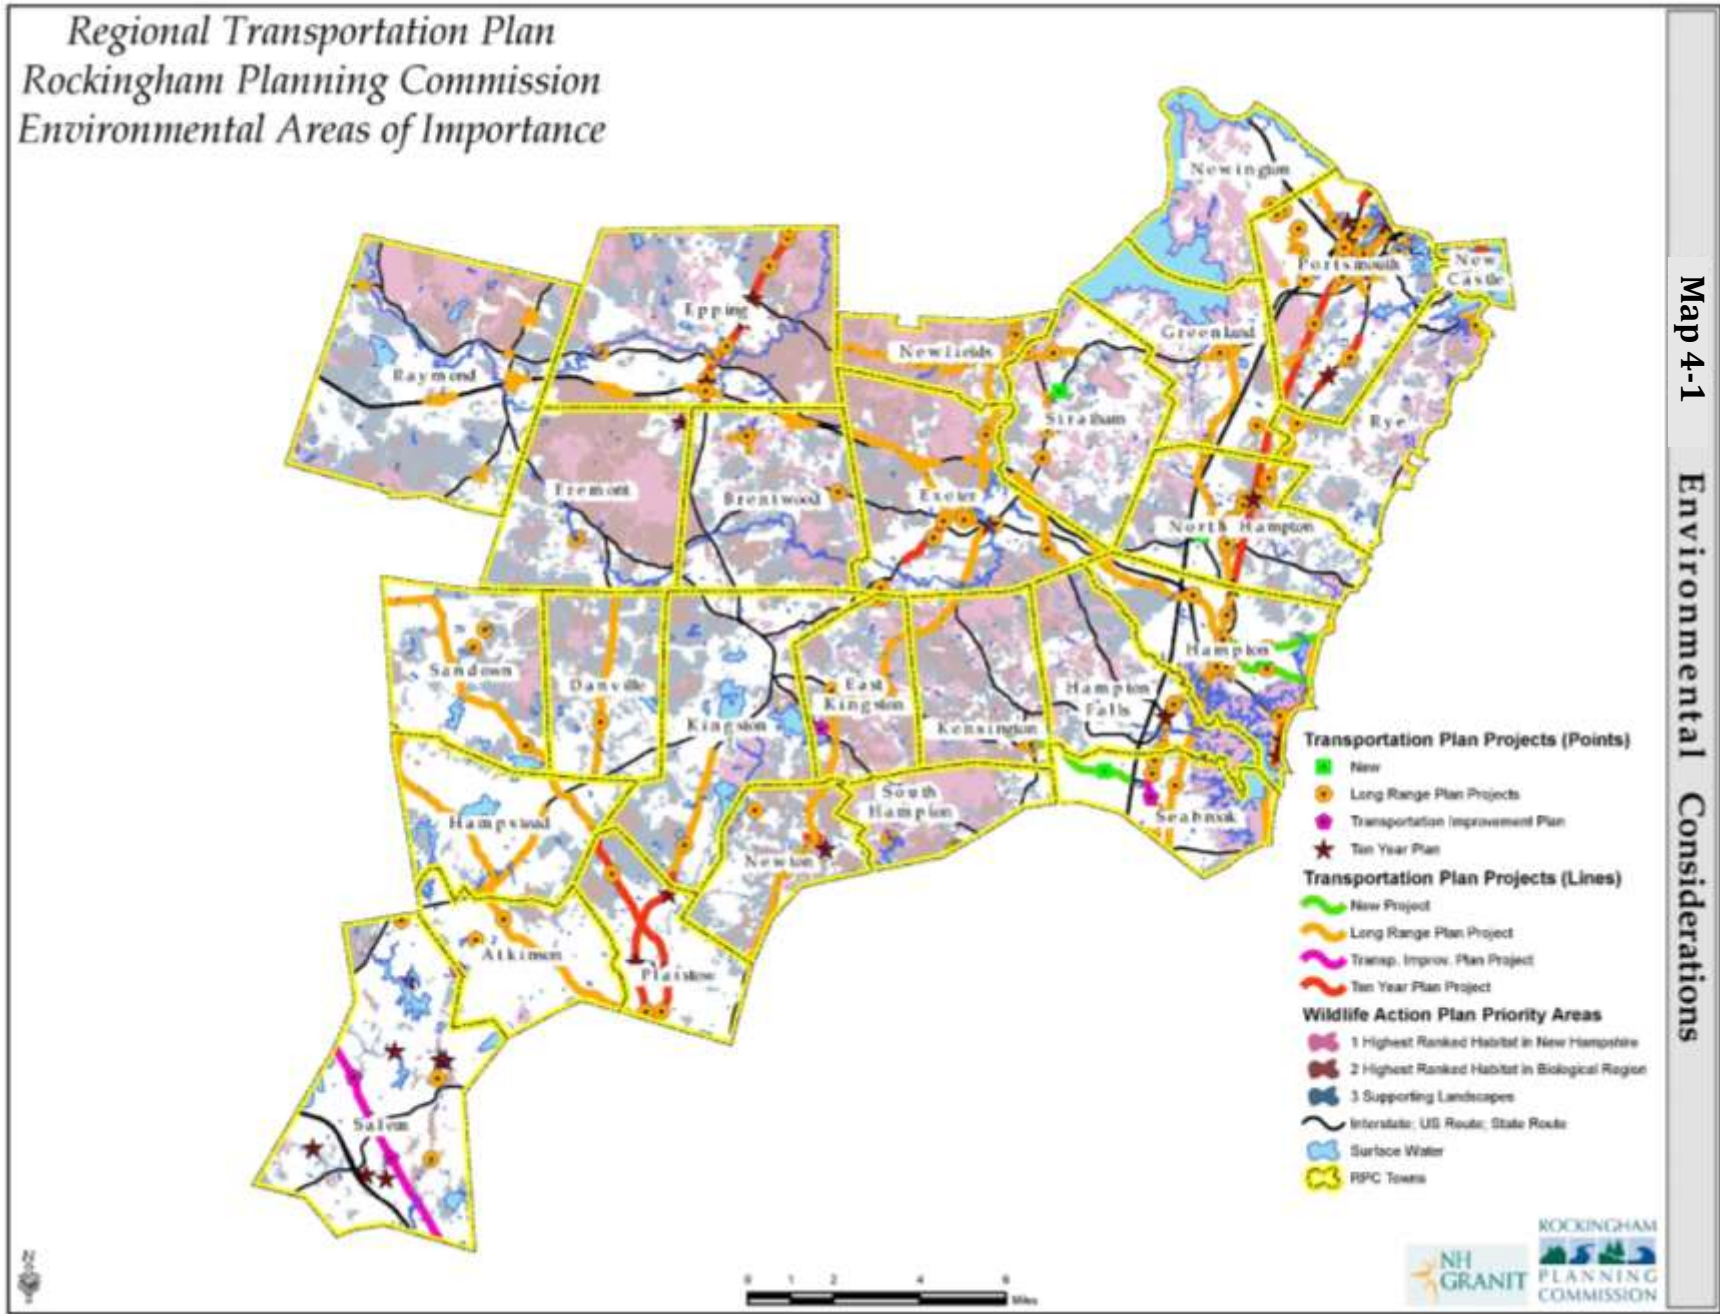 Regional Transportation Plan
Rockingham Planning Commission
Environmental Areas of Importance
Map 4-1 Environmental Considerations
Newington
Portsmouth
New
Castle
Epping
Greenland
Newfields
Raymond
Stratham
Rye
Fremont
Brentwood
Exeter
North Hampton
Hampton
Sandown
Danville
East
Kingston
Hampton
Falls
Kingston
Kensington
South
Hampton
Seabrook
Hampstead
Newton
Atkinson
Plaistow
Salem
Transportation Plan Projects (Points)
New
Long Range Plan Projects
Transportation Improvement Plan
Ten Year Plan
Transportation Plan Projects (Lines)
New Project
Long Range Plan Project
Transp. Improv. Plan Project
Ten Year Plan Project
Wildlife Action Plan Priority Areas
1 Highest Ranked Habitat in New Hampshire
2 Highest Ranked Habitat in Biological Region
3 Supporting Landscapes
Interstate; US Route; State Route
Surface Water
RPC Towns
0 1 2 4 6
Miles
N
NH
GRANIT
ROCKINGHAM
PLANNING
COMMISSION